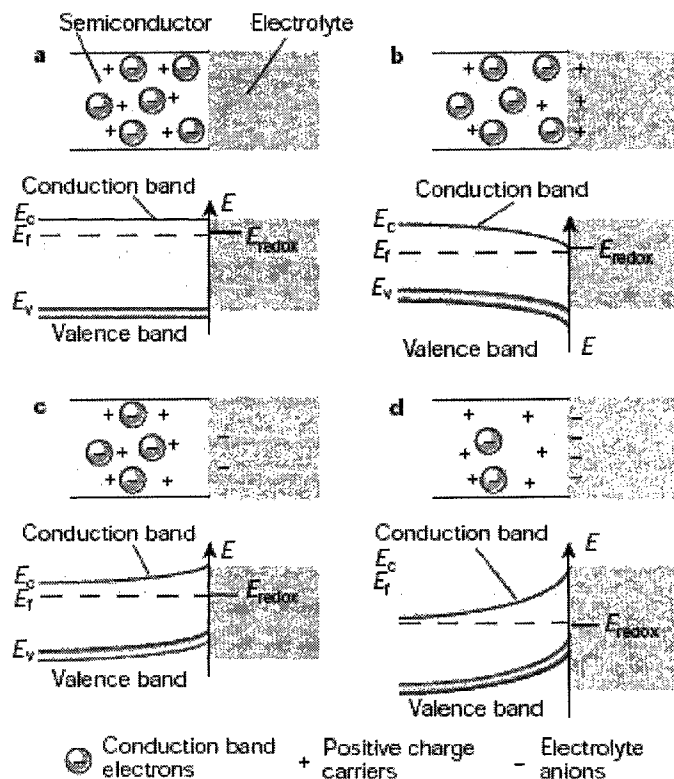 Semiconductor Electrolyte
a b
Conduction band
E
Ec
Ef
Eredox
Ev
Valence band
Conduction band
Ec
Ef
Eredox
Ev
Valence band
E
c d
Conduction band
E
Ec
Ef
Eredox
Ev
Valence band
Conduction band
E
Ec
Ef
Eredox
Valence band
Conduction band electrons
+ Positive charge carriers
- Electrolyte anions